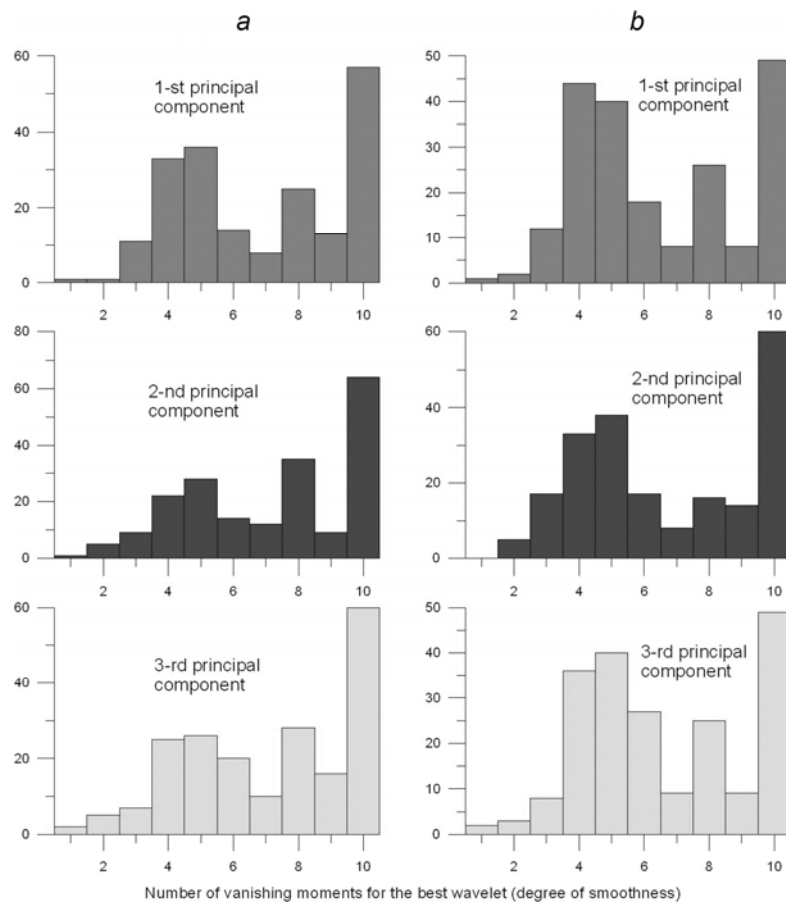 a
b
60
40
20
0
1-st principal
component
2 4 6 8 10
50
40
30
20
10
0
1-st principal
component
2 4 6 8 10
80
60
40
20
0
2-nd principal
component
2 4 6 8 10
60
40
20
0
2-nd principal
component
2 4 6 8 10
60
40
20
0
3-rd principal
component
2 4 6 8 10
50
40
30
20
10
0
3-rd principal
component
2 4 6 8 10
Number of vanishing moments for the best wavelet (degree of smoothness)